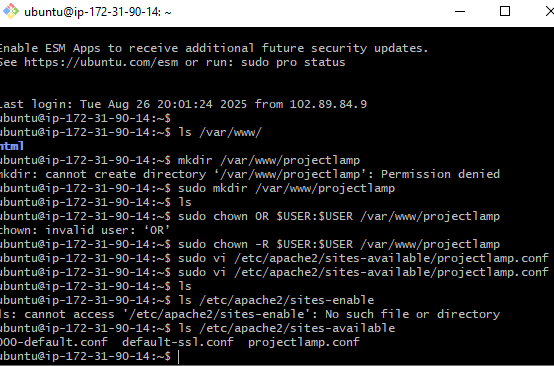 ubuntu@ip-172-31-90-14: ~
Enable ESM Apps to receive additional future security updates.
See https://ubuntu.com/esm or run: sudo pro status
Last login: Tue Aug 26 20:01:24 2025 from 102.89.84.9
ubuntu@ip-172-31-90-14:~$
ubuntu@ip-172-31-90-14:~$ ls /var/www/
html
ubuntu@ip-172-31-90-14:~$ mkdir /var/www/projectlamp
mkdir: cannot create directory ‘/var/www/projectlamp’: Permission denied
ubuntu@ip-172-31-90-14:~$ sudo mkdir /var/www/projectlamp
ubuntu@ip-172-31-90-14:~$ ls
ubuntu@ip-172-31-90-14:~$ sudo chown OR $USER:$USER /var/www/projectlamp
chown: invalid user: ‘OR’
ubuntu@ip-172-31-90-14:~$ sudo chown -R $USER:$USER /var/www/projectlamp
ubuntu@ip-172-31-90-14:~$ sudo vi /etc/apache2/sites-available/projectlamp.conf
ubuntu@ip-172-31-90-14:~$ sudo vi /etc/apache2/sites-available/projectlamp.conf
ubuntu@ip-172-31-90-14:~$ ls
ubuntu@ip-172-31-90-14:~$ ls /etc/apache2/sites-enable
ls: cannot access '/etc/apache2/sites-enable': No such file or directory
ubuntu@ip-172-31-90-14:~$ ls /etc/apache2/sites-available
000-default.conf  default-ssl.conf  projectlamp.conf
ubuntu@ip-172-31-90-14:~$